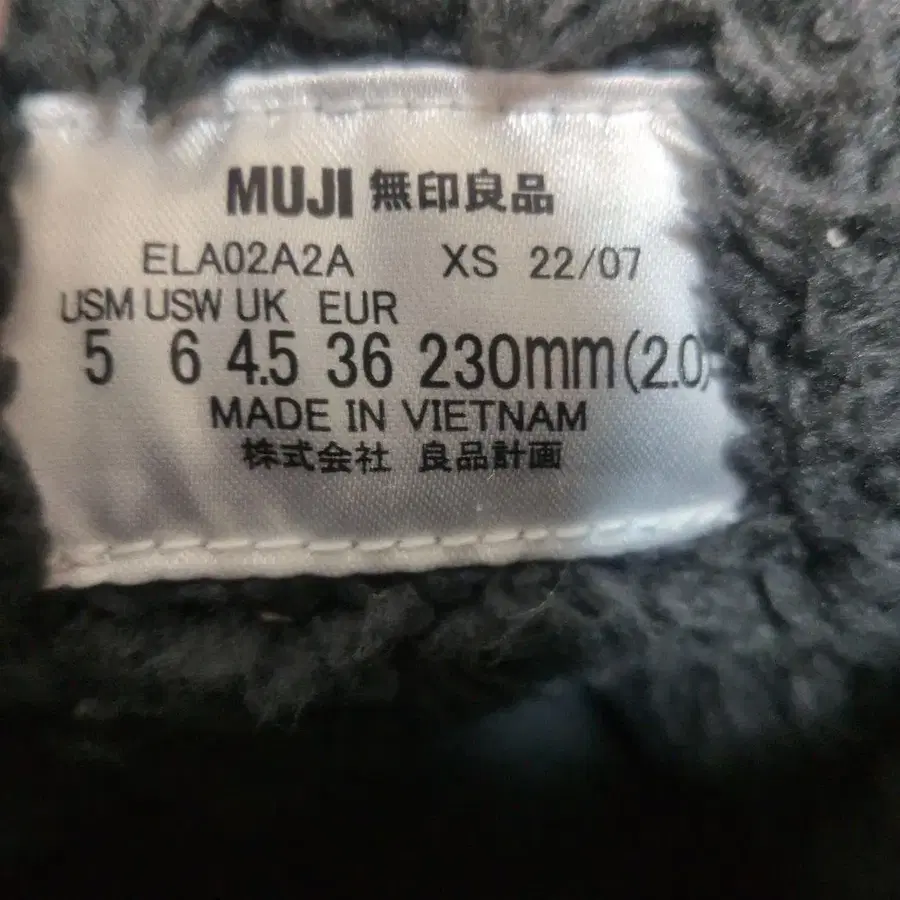 MUJI 無印良品
ELA02A2A XS 22/07
USM USW UK EUR
5 6 4.5 36 230mm(2.0)
MADE IN VIETNAM
株式会社 良品計画